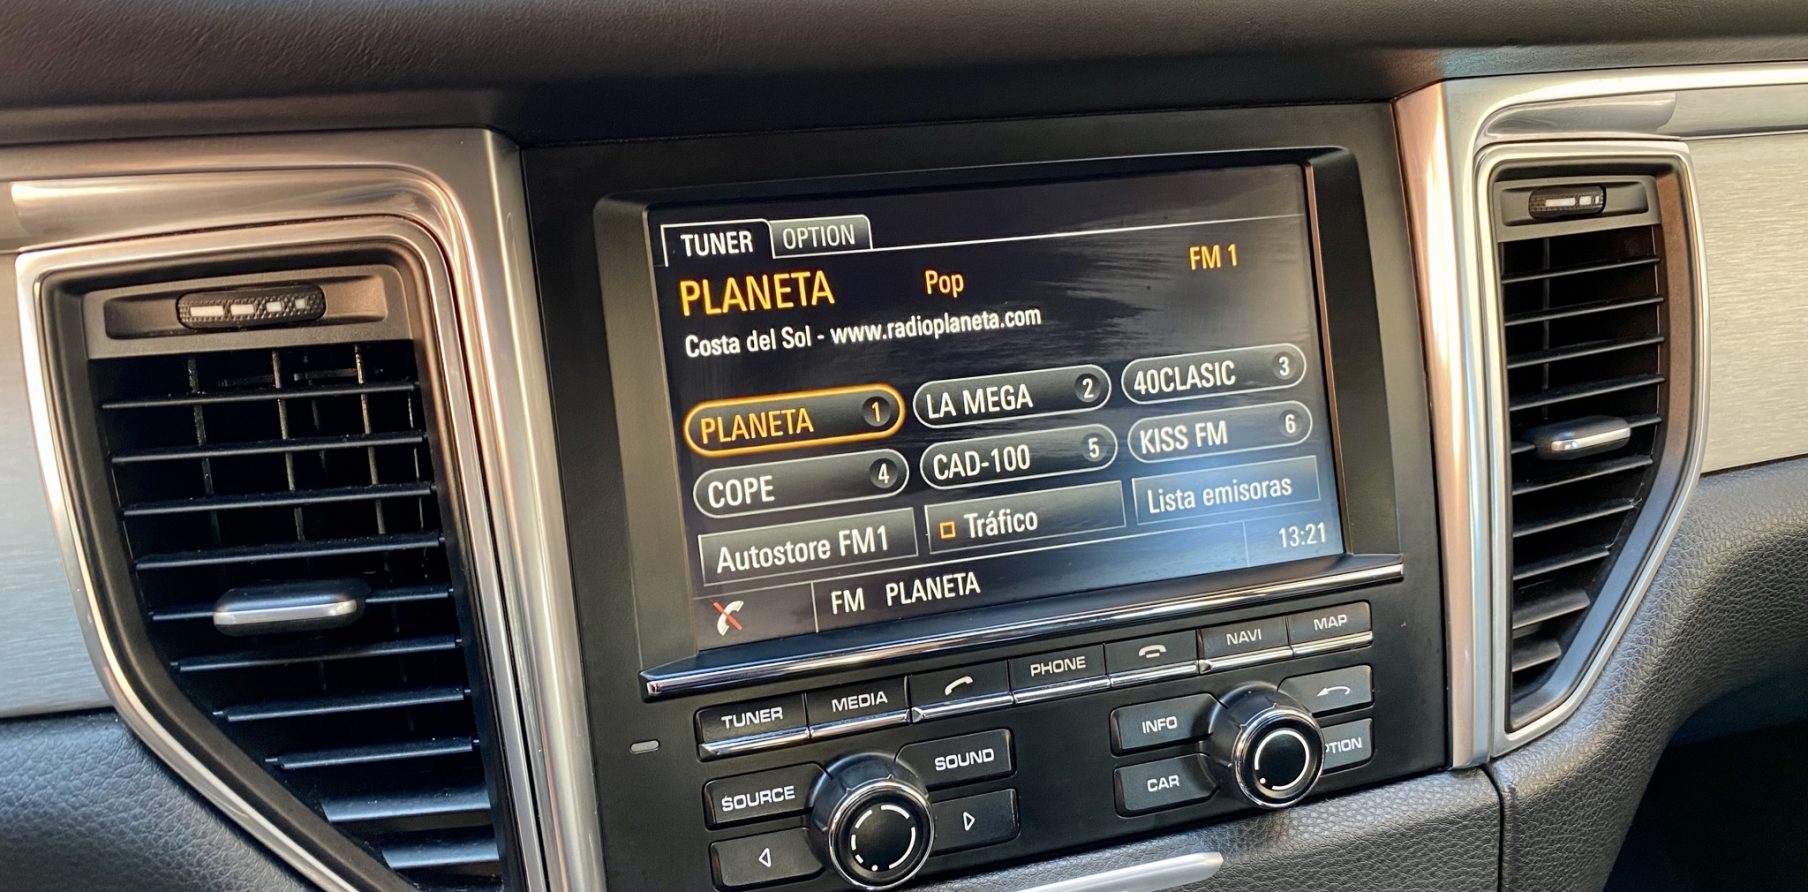 TUNER OPTION
PLANETA Pop FM 1
Costa del Sol - www.radioplaneta.com
PLANETA 1 LA MEGA 2 40CLASIC 3
COPE 4 CAD-100 5 KISS FM 6
Autostore FM1 Tráfico Lista emisoras
FM PLANETA 13:21
TUNER MEDIA PHONE NAVI MAP
SOURCE SOUND INFO
CAR PTION